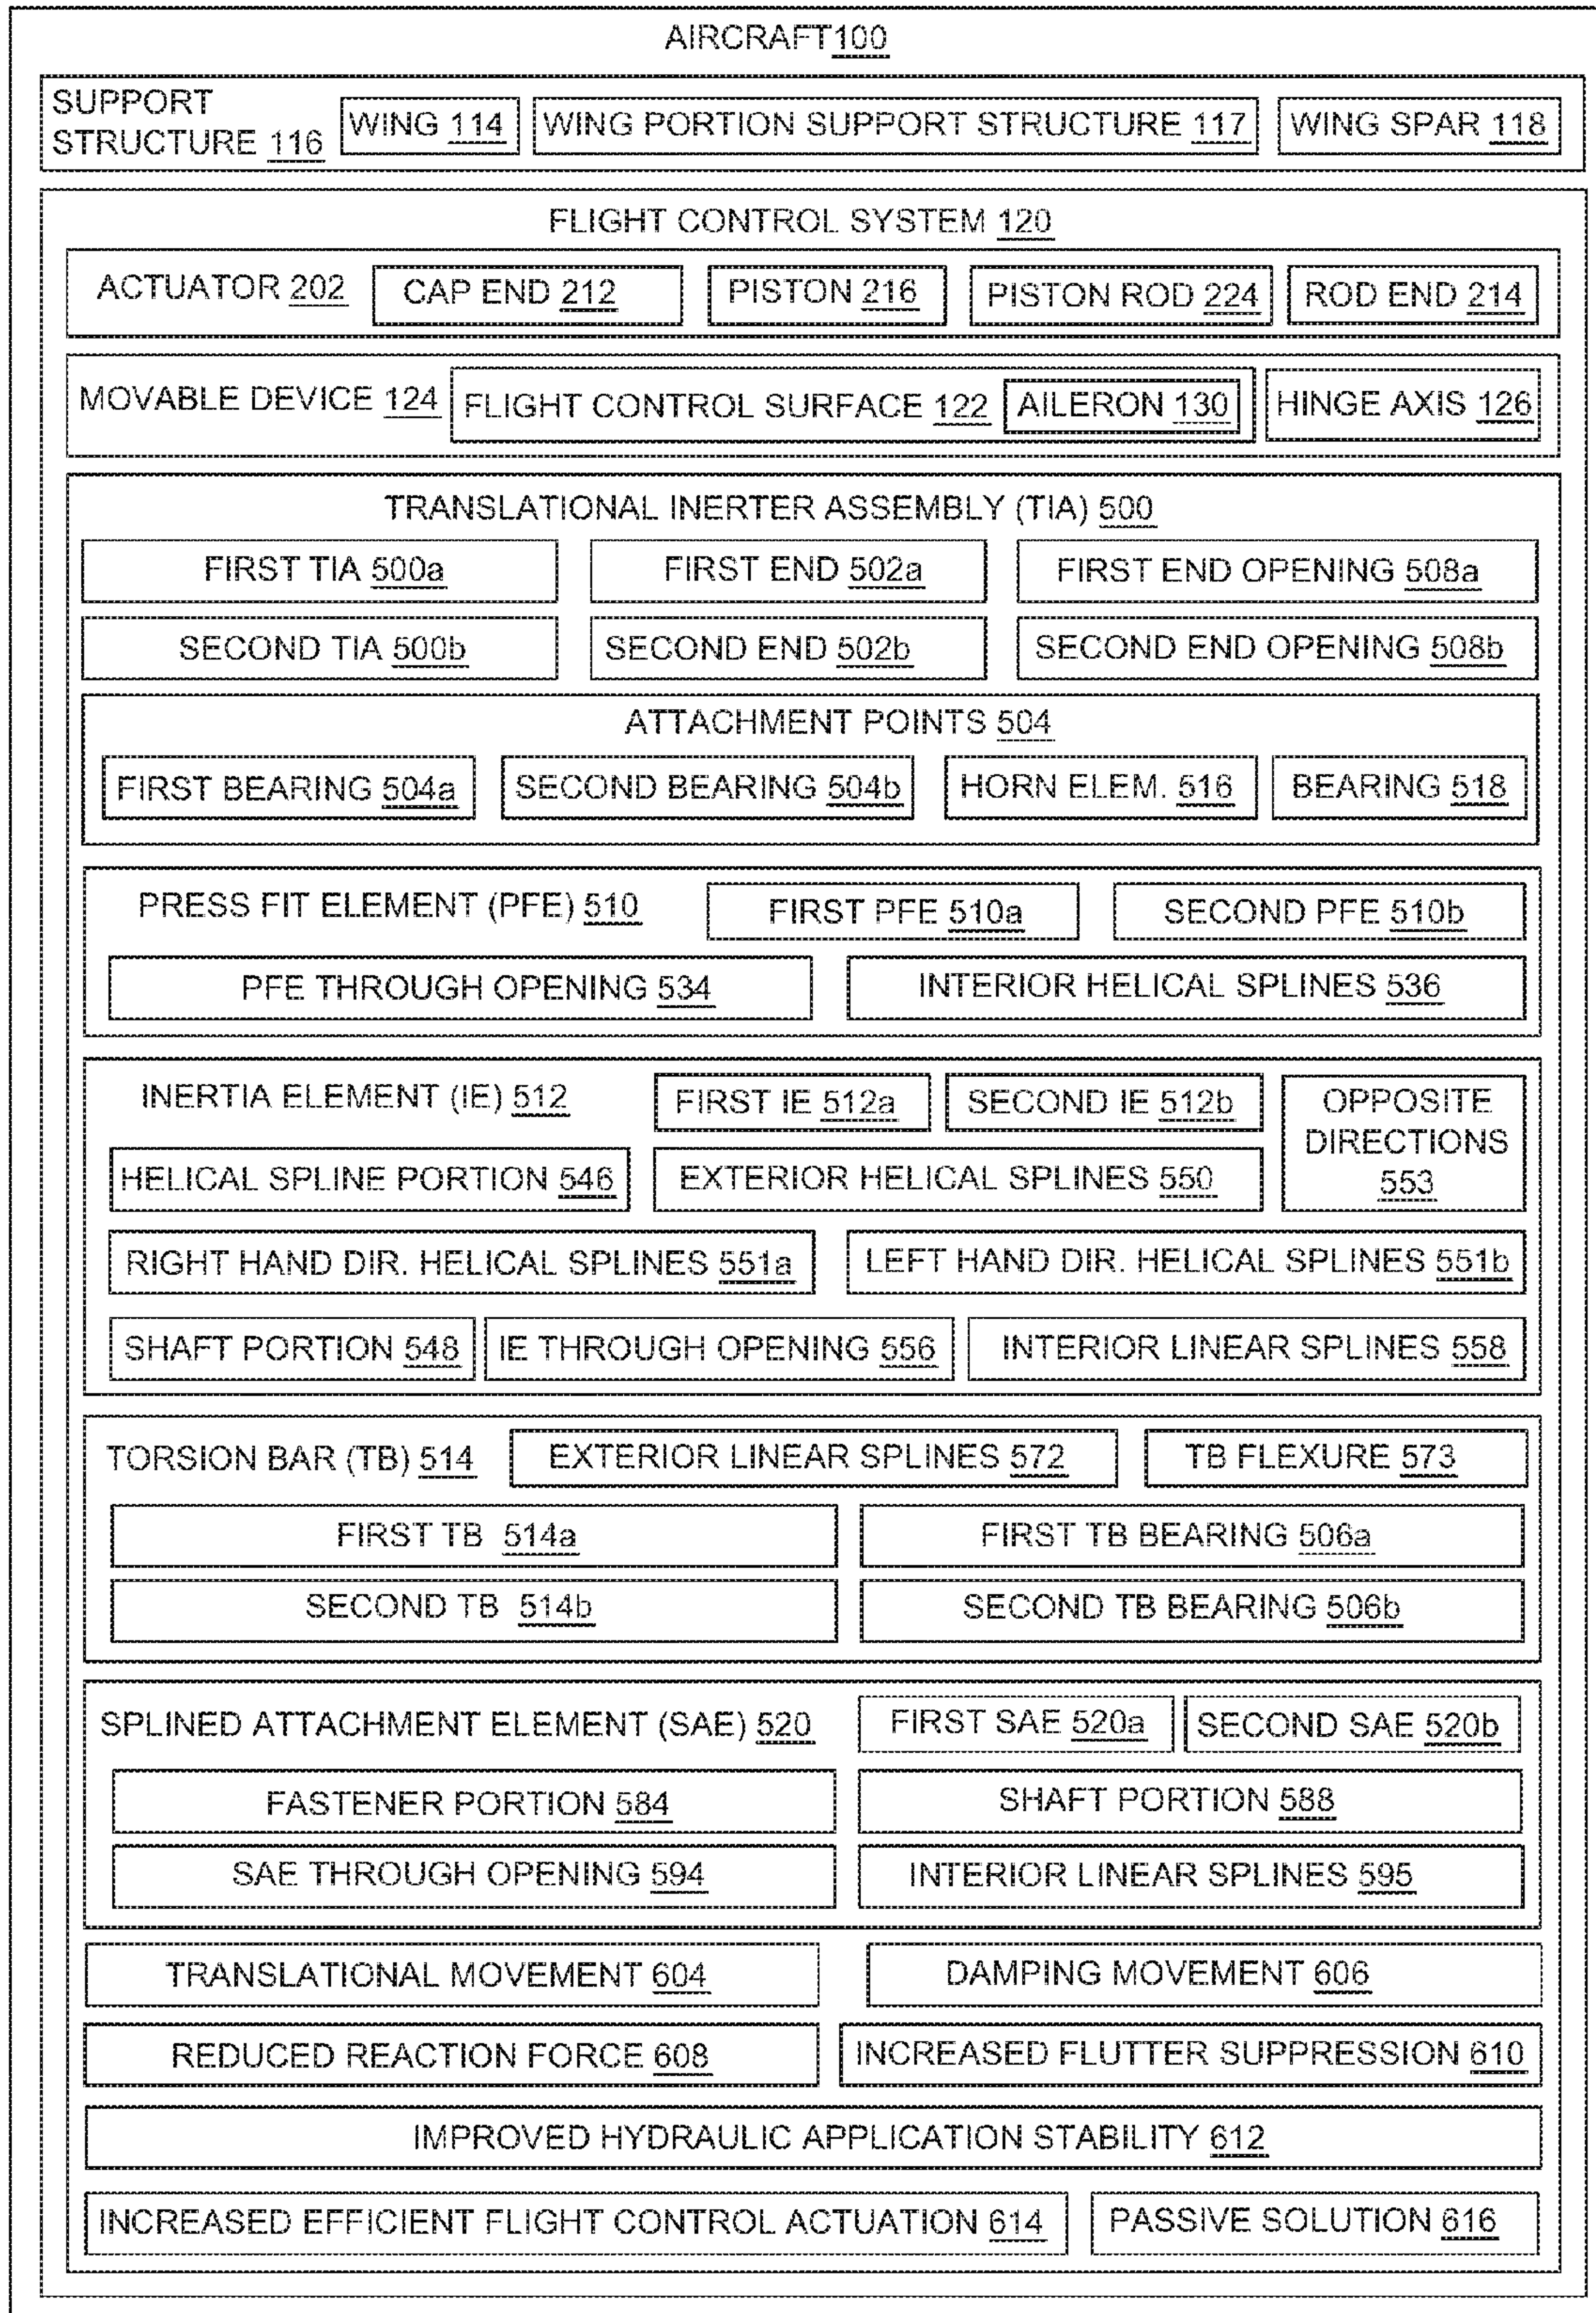 AIRCRAFT100
SUPPORT
STRUCTURE 116
WING 114
WING PORTION SUPPORT STRUCTURE 117
WING SPAR 118
FLIGHT CONTROL SYSTEM 120
ACTUATOR 202
CAP END 212
PISTON 216
PISTON ROD 224
ROD END 214
MOVABLE DEVICE 124
FLIGHT CONTROL SURFACE 122
AILERON 130
HINGE AXIS 126
TRANSLATIONAL INERTER ASSEMBLY (TIA) 500
FIRST TIA 500a
FIRST END 502a
FIRST END OPENING 508a
SECOND TIA 500b
SECOND END 502b
SECOND END OPENING 508b
ATTACHMENT POINTS 504
FIRST BEARING 504a
SECOND BEARING 504b
HORN ELEM. 516
BEARING 518
PRESS FIT ELEMENT (PFE) 510
FIRST PFE 510a
SECOND PFE 510b
PFE THROUGH OPENING 534
INTERIOR HELICAL SPLINES 536
INERTIA ELEMENT (IE) 512
FIRST IE 512a
SECOND IE 512b
OPPOSITE
DIRECTIONS
553
HELICAL SPLINE PORTION 546
EXTERIOR HELICAL SPLINES 550
RIGHT HAND DIR. HELICAL SPLINES 551a
LEFT HAND DIR. HELICAL SPLINES 551b
SHAFT PORTION 548
IE THROUGH OPENING 556
INTERIOR LINEAR SPLINES 558
TORSION BAR (TB) 514
EXTERIOR LINEAR SPLINES 572
TB FLEXURE 573
FIRST TB 514a
FIRST TB BEARING 506a
SECOND TB 514b
SECOND TB BEARING 506b
SPLINED ATTACHMENT ELEMENT (SAE) 520
FIRST SAE 520a
SECOND SAE 520b
FASTENER PORTION 584
SHAFT PORTION 588
SAE THROUGH OPENING 594
INTERIOR LINEAR SPLINES 595
TRANSLATIONAL MOVEMENT 604
DAMPING MOVEMENT 606
REDUCED REACTION FORCE 608
INCREASED FLUTTER SUPPRESSION 610
IMPROVED HYDRAULIC APPLICATION STABILITY 612
INCREASED EFFICIENT FLIGHT CONTROL ACTUATION 614
PASSIVE SOLUTION 616